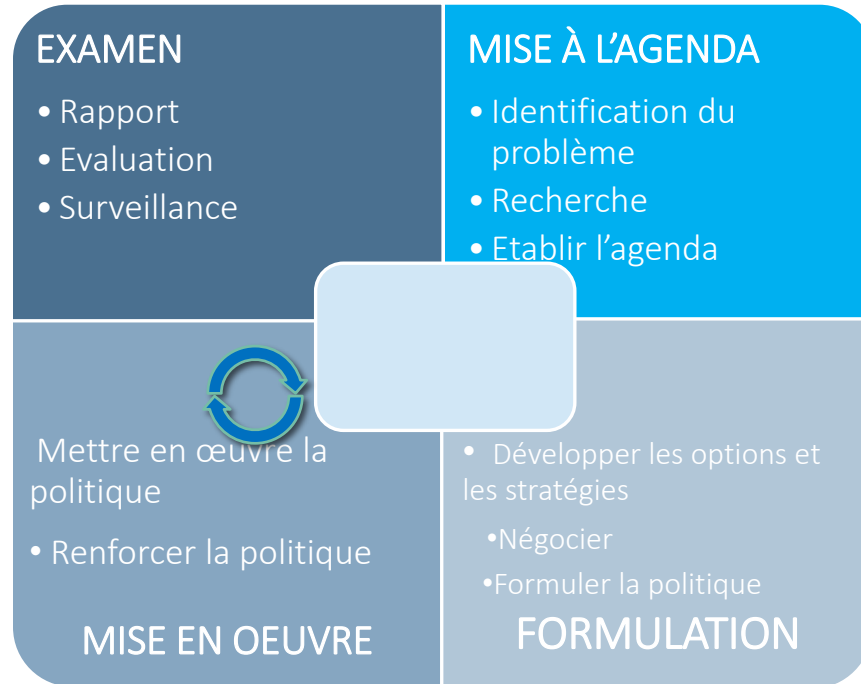 EXAMEN
• Rapport
• Evaluation
• Surveillance
MISE À L'AGENDA
• Identification du
problème
• Recherche
• Etablir l'agenda
Mettre en œuvre la
politique
• Renforcer la politique
MISE EN OEUVRE
• Développer les options et
les stratégies
•Négocier
•Formuler la politique
FORMULATION